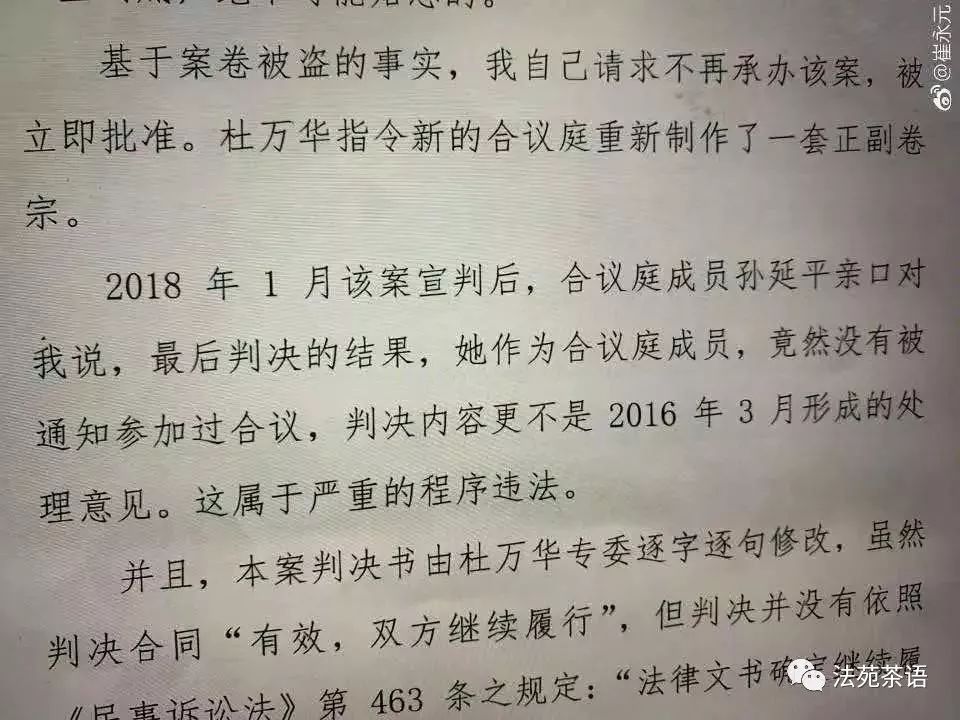 基于案卷被盗的事实，我自己请求不再承办该案，被
立即批准。杜万华指令新的合议庭重新制作了一套正副卷
宗。
2018 年 1 月该案宣判后，合议庭成员孙延平亲口对
我说，最后判决的结果，她作为合议庭成员，竟然没有被
通知参加过合议，判决内容更不是 2016 年 3 月形成的处
理意见。这属于严重的程序违法。
并且，本案判决书由杜万华专委逐字逐句修改，虽然
判决合同“有效，双方继续履行”，但判决并没有依照
《民事诉讼法》第 463 条之规定：“法律文书确定继续履
@崔永元
法苑茶语